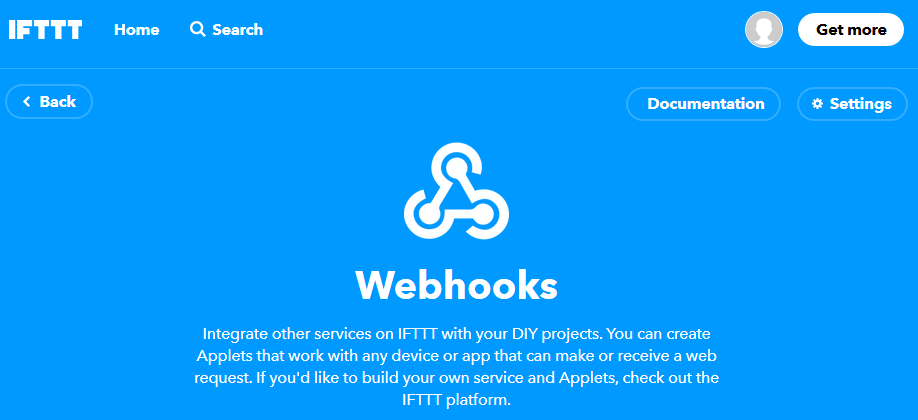 IFTTT Home Search Get more
Back Documentation Settings
Webhooks
Integrate other services on IFTTT with your DIY projects. You can create
Applets that work with any device or app that can make or receive a web
request. If you'd like to build your own service and Applets, check out the
IFTTT platform.